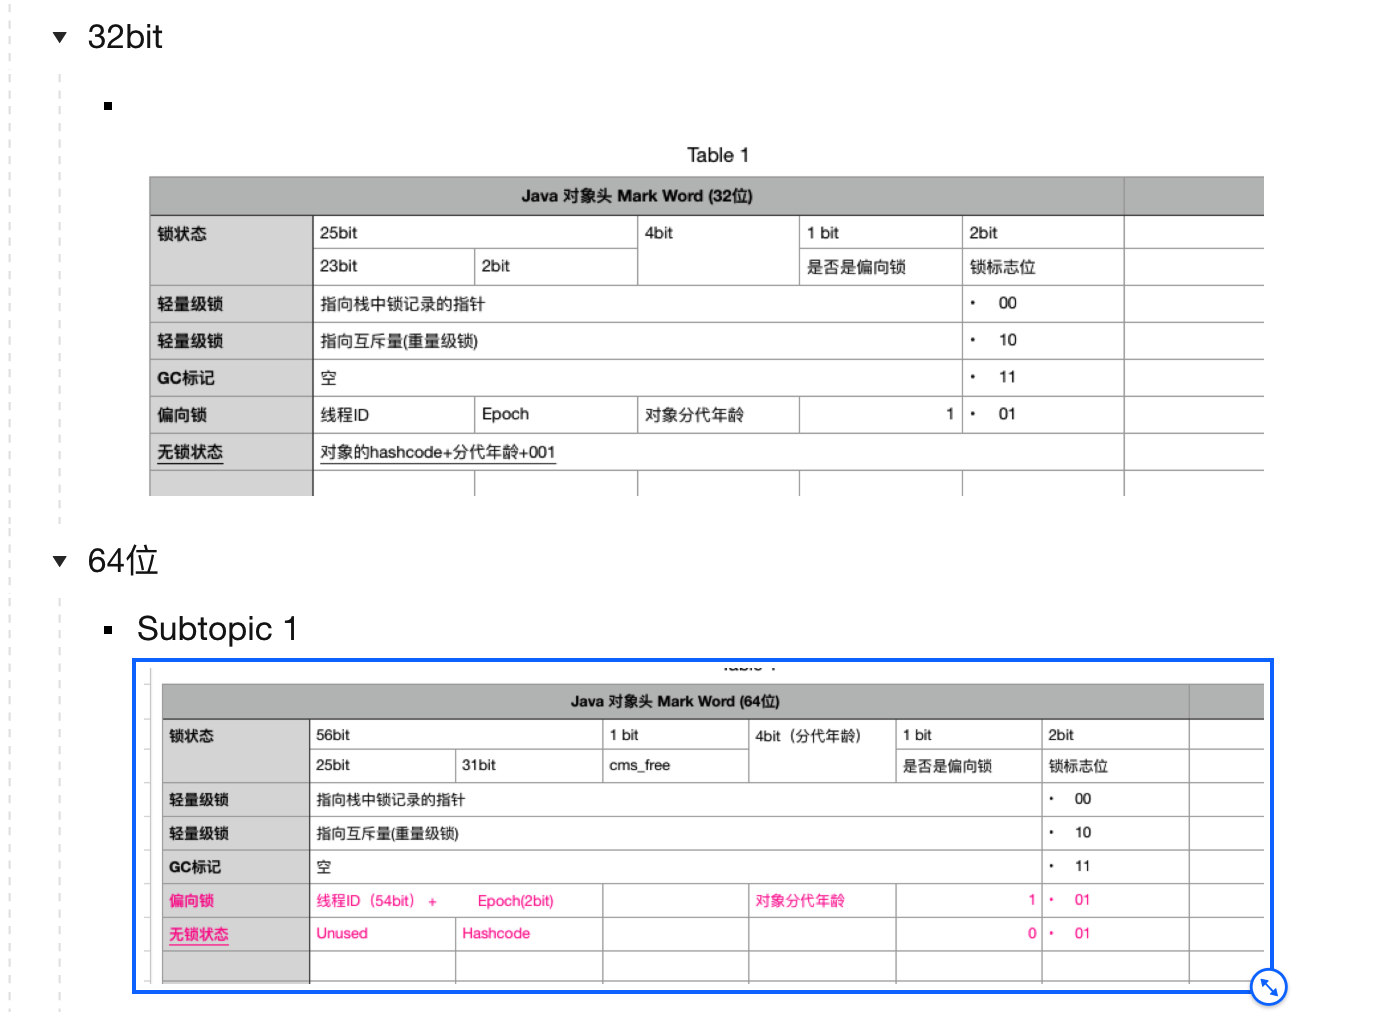 32bit
Table 1
Java 对象头 Mark Word (32位)
锁状态 25bit 4bit 1 bit 2bit
23bit 2bit 是否是偏向锁 锁标志位
轻量级锁 指向栈中锁记录的指针 • 00
轻量级锁 指向互斥量(重量级锁) • 10
GC标记 空 • 11
偏向锁 线程ID Epoch 对象分代年龄 1 • 01
无锁状态 对象的hashcode+分代年龄+001
64位
Subtopic 1
Java 对象头 Mark Word (64位)
锁状态 56bit 1 bit 4bit（分代年龄） 1 bit 2bit
25bit 31bit cms_free 是否是偏向锁 锁标志位
轻量级锁 指向栈中锁记录的指针 • 00
轻量级锁 指向互斥量(重量级锁) • 10
GC标记 空 • 11
偏向锁 线程ID（54bit） + Epoch(2bit) 对象分代年龄 1 • 01
无锁状态 Unused Hashcode 0 • 01